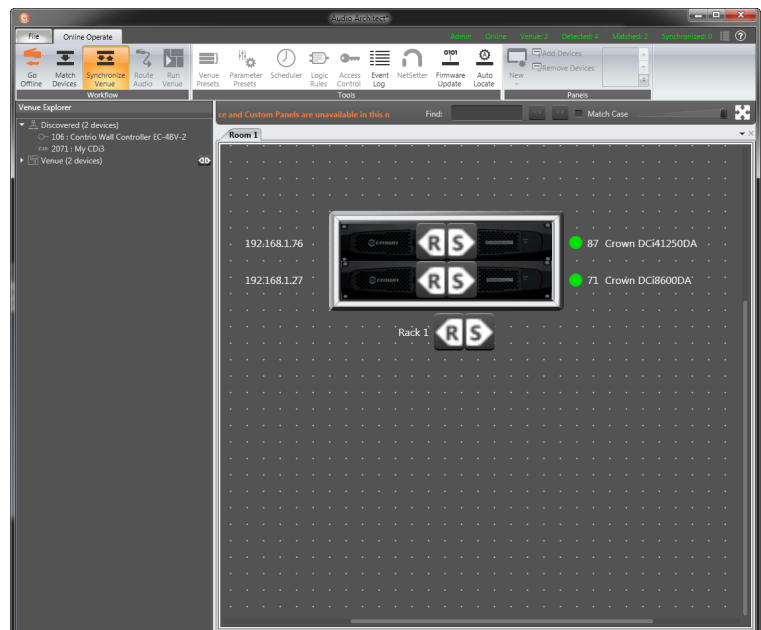 Audio Architect
File
Online Operate
Admin Online Venue: 2 Detected: 4 Matched: 2 Synchronized: 0
Go Offline
Match Devices
Synchronize Venue
Route Audio
Run Venue
Workflow
Venue Presets
Parameter Presets
Scheduler
Logic Rules
Access Control
Event Log
NetSetter
0101
Firmware Update
Auto Locate
Tools
New
Add Devices
Remove Devices
Panels
Venue Explorer
Discovered (2 devices)
106 : Contrio Wall Controller EC-4BV-2
2071 : My CDi3
Venue (2 devices)
ce and Custom Panels are unavailable in this n
Find:
Match Case
Room 1
192.168.1.76
crown
R S
87 Crown DCi41250DA
192.168.1.27
crown
R S
71 Crown DCi8600DA
Rack 1 R S